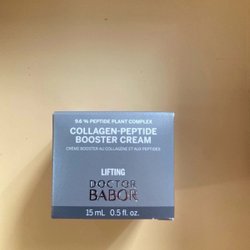 9.6 % PEPTIDE PLANT COMPLEX
COLLAGEN-PEPTIDE
BOOSTER CREAM
CRÈME BOOSTER AU COLLAGÈNE ET AUX PEPTIDES
LIFTING
DOCTOR
BABOR
15 mL 0.5 fl. oz.